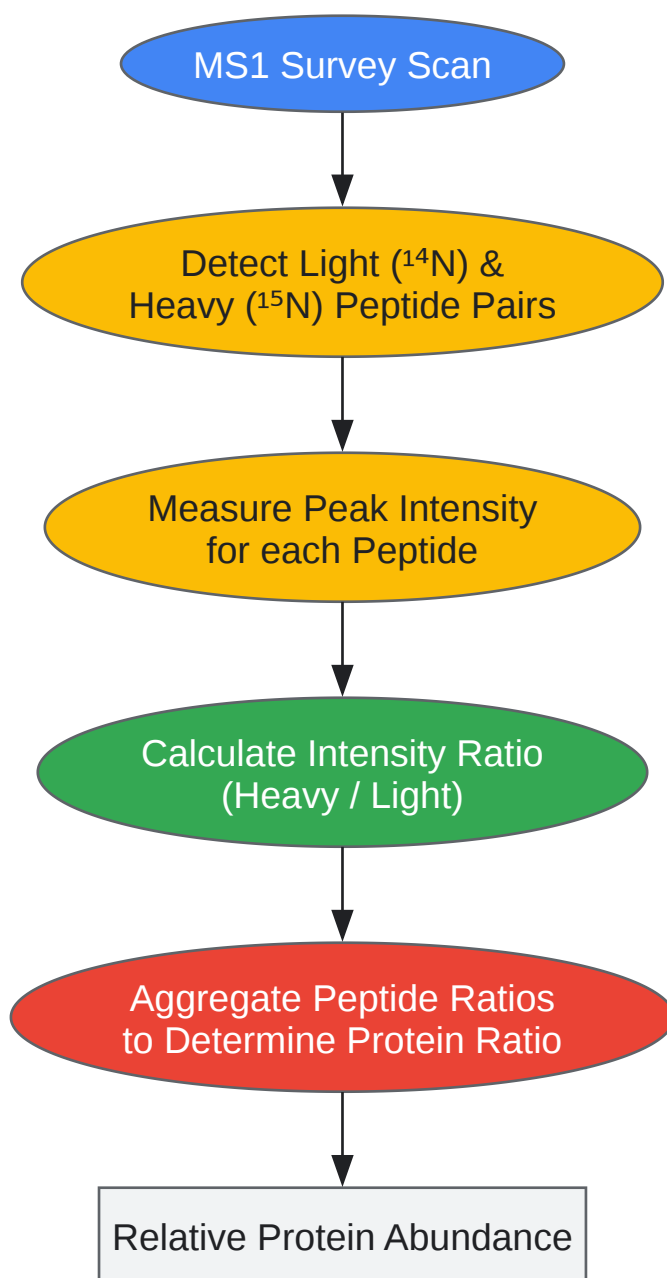 MS1 Survey Scan
Detect Light (¹⁴N) &
Heavy (¹⁵N) Peptide Pairs
Measure Peak Intensity
for each Peptide
Calculate Intensity Ratio
(Heavy / Light)
Aggregate Peptide Ratios
to Determine Protein Ratio
Relative Protein Abundance